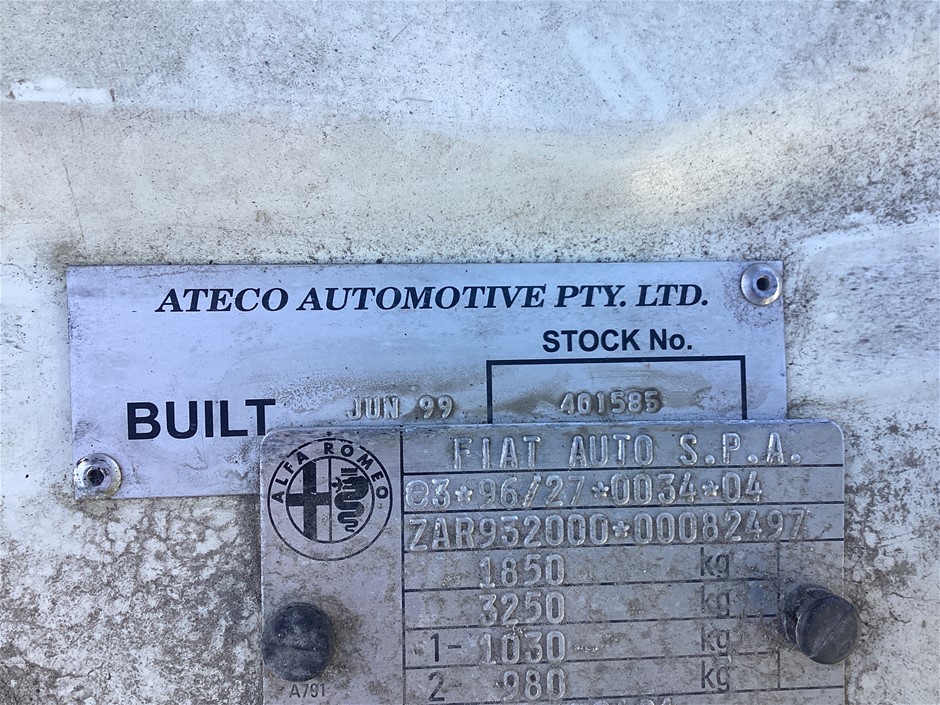 ATECO AUTOMOTIVE PTY. LTD.
STOCK No.
BUILT JUN 99 401585
ALFA ROMEO
FIAT AUTO S.P.A.
e3*96/27*0034*04
ZAR932000*00082497
1850 kg
3250 kg
1- 1030 kg
2- 980 kg
A791